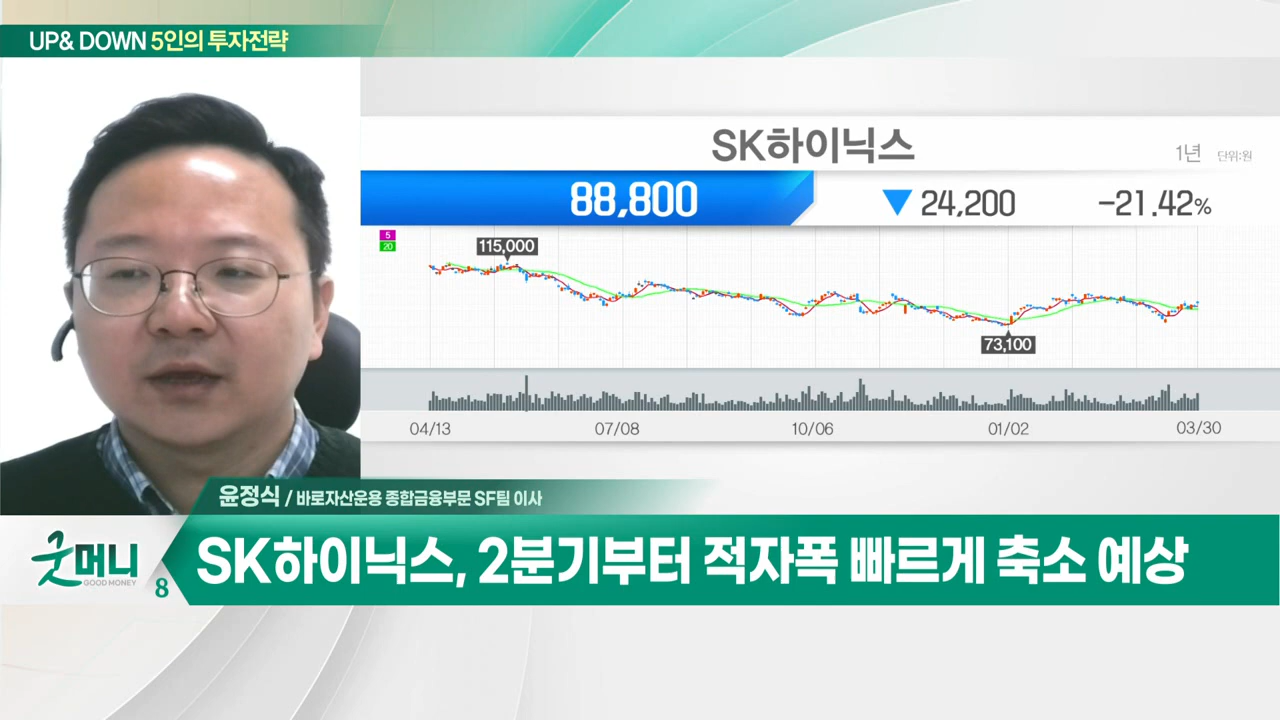 UP& DOWN 5인의 투자전략
SK하이닉스
1년 단위:원
88,800 ▼ 24,200 -21.42%
5
20
115,000
73,100
04/13 07/08 10/06 01/02 03/30
윤정식 / 바로자산운용 종합금융부문 SF팀 이사
굿머니
GOOD MONEY
8
SK하이닉스, 2분기부터 적자폭 빠르게 축소 예상